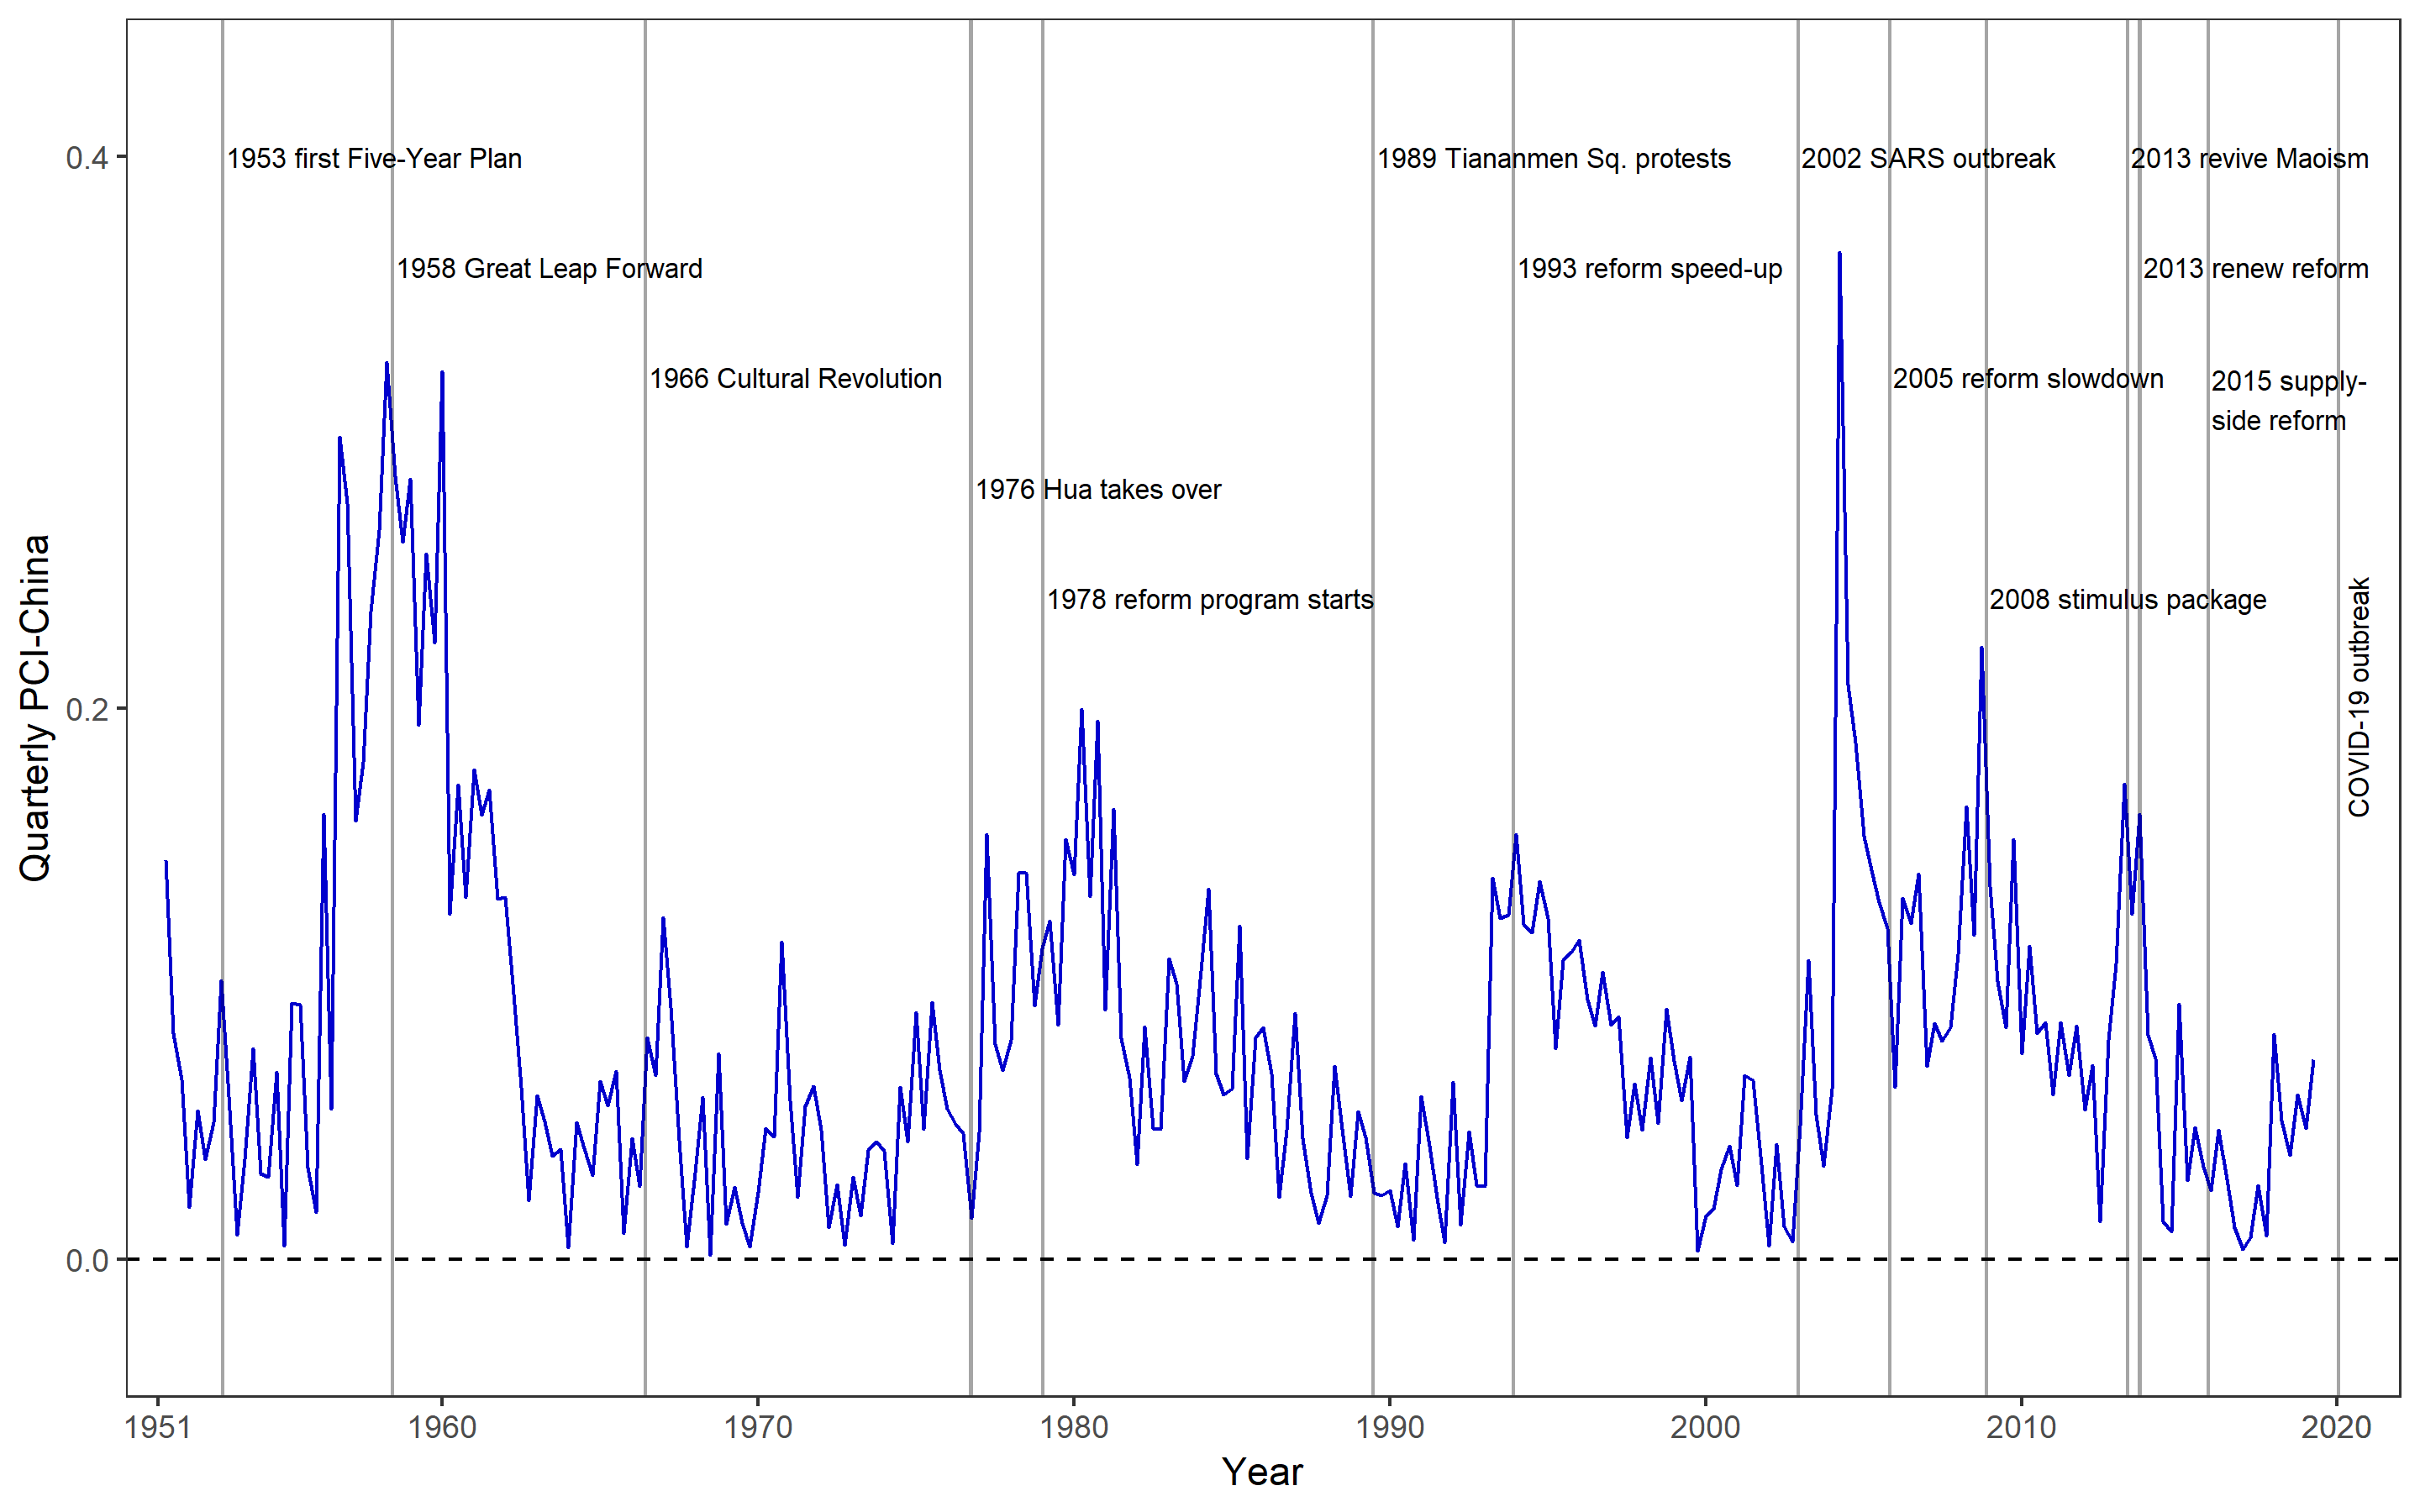 0.4
0.2
0.0
Quarterly PCI-China
1953 first Five-Year Plan
1989 Tiananmen Sq. protests
2002 SARS outbreak
2013 revive Maoism
1958 Great Leap Forward
1993 reform speed-up
2013 renew reform
1966 Cultural Revolution
2005 reform slowdown
2015 supply-
side reform
1976 Hua takes over
1978 reform program starts
2008 stimulus package
COVID-19 outbreak
1951
1960
1970
1980
1990
2000
2010
2020
Year